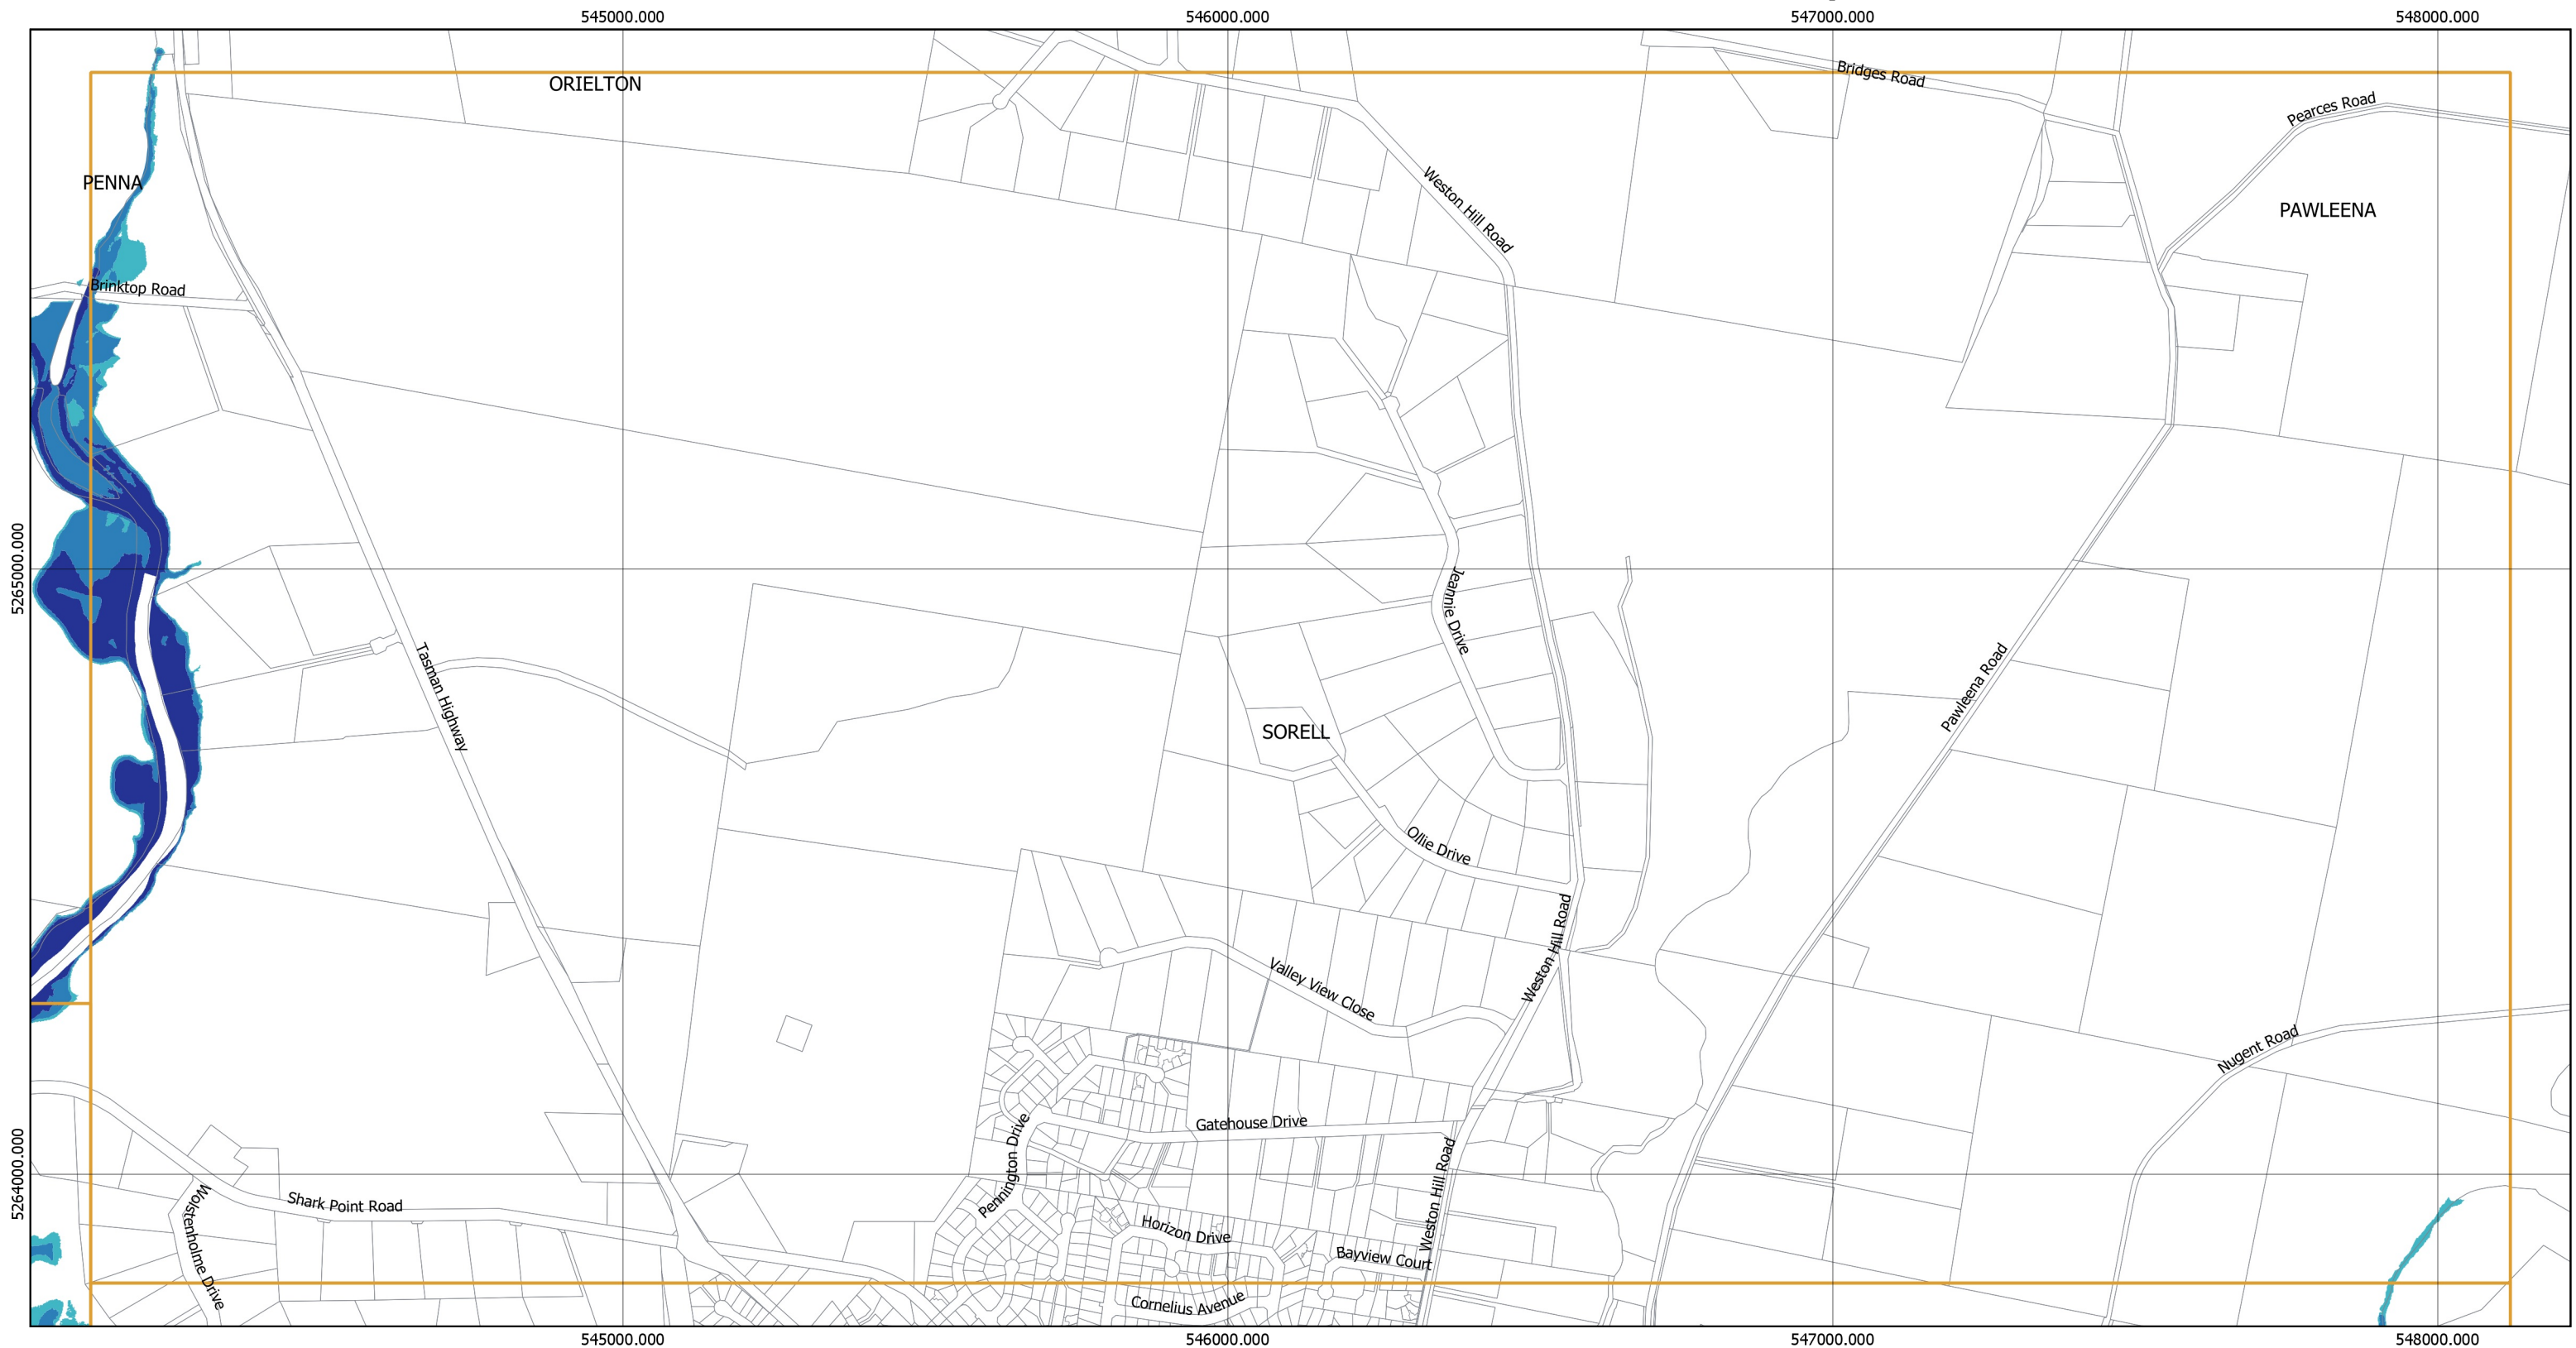 545000.000
546000.000
547000.000
548000.000
ORIELTON
Bridges Road
Pearces Road
PENNA
Weston Hill Road
PAWLEENA
Brinktop Road
5265000.000
Jeannie Drive
Tasman Highway
Pawleena Road
SORELL
Ollie Drive
Weston Hill Road
Valley View Close
Nugent Road
5264000.000
Gatehouse Drive
Pennington Drive
Weston Hill Road
Shark Point Road
Wolstenholme Drive
Horizon Drive
Bayview Court
Cornelius Avenue
545000.000
546000.000
547000.000
548000.000